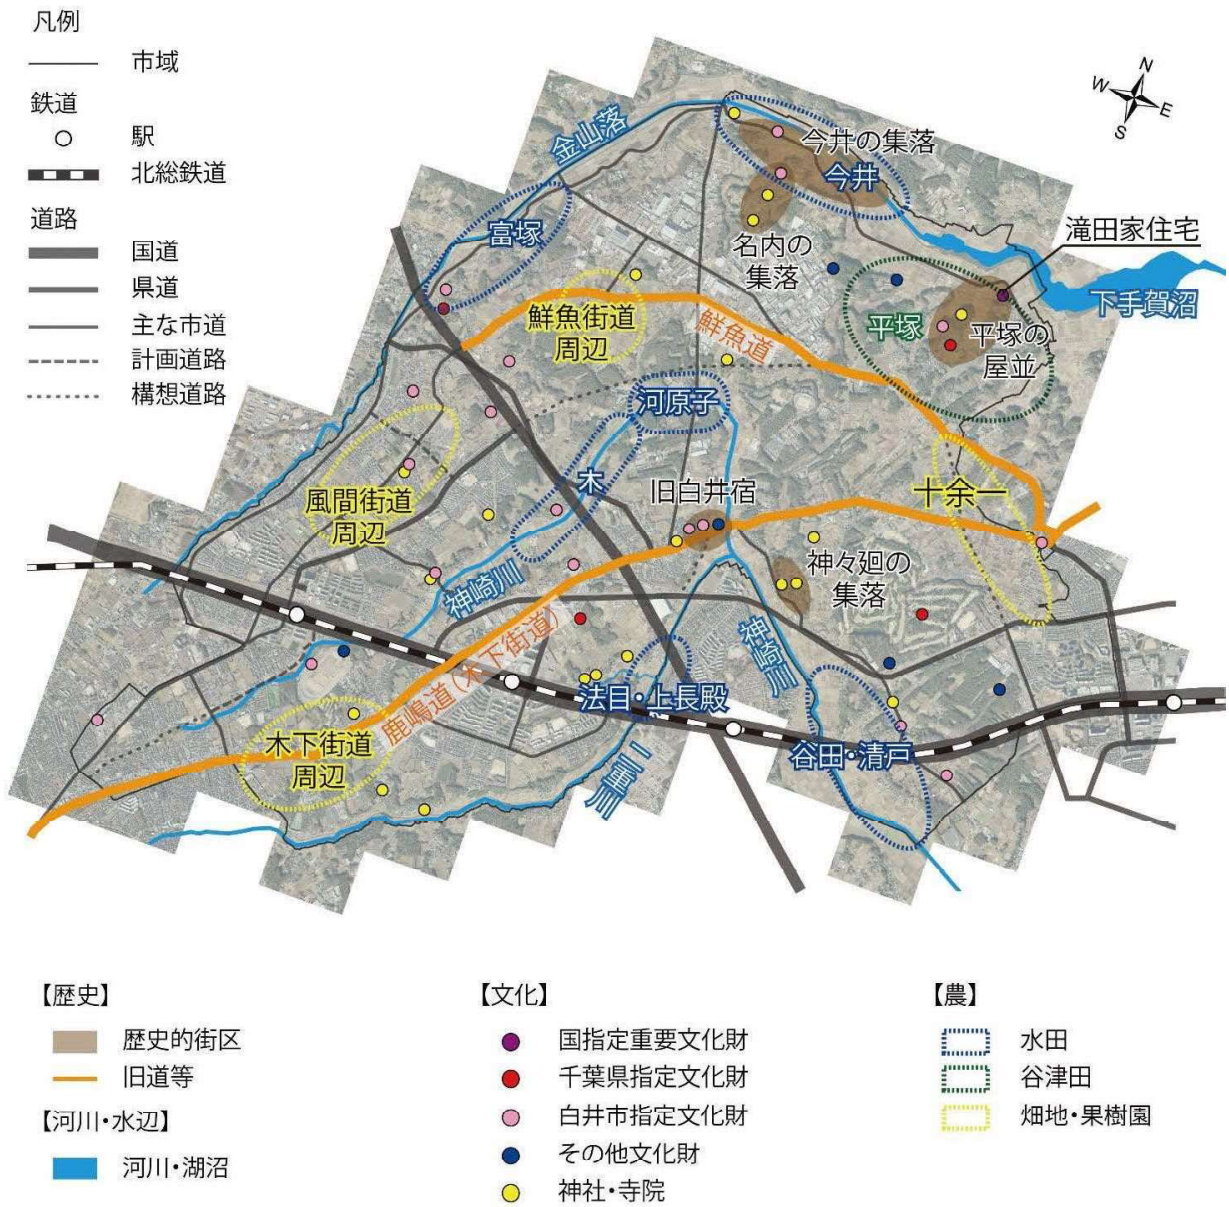 凡例
市域
鉄道
駅
北総鉄道
道路
国道
県道
主な市道
計画道路
構想道路
N
W
E
S
金山落
今井の集落
今井
富塚
名内の
集落
滝田家住宅
下手賀沼
鮮魚街道
周辺
鮮魚道
平塚
平塚の
屋並
河原子
木
風間街道
周辺
旧白井宿
十余一
神々廻の
集落
神崎川
神崎川
鹿嶋道(木下街道)
法目・上長殿
木下街道
周辺
谷田・清戸
二重川
【歴史】
歴史的街区
旧道等
【河川・水辺】
河川・湖沼
【文化】
国指定重要文化財
千葉県指定文化財
白井市指定文化財
その他文化財
神社・寺院
【農】
水田
谷津田
畑地・果樹園